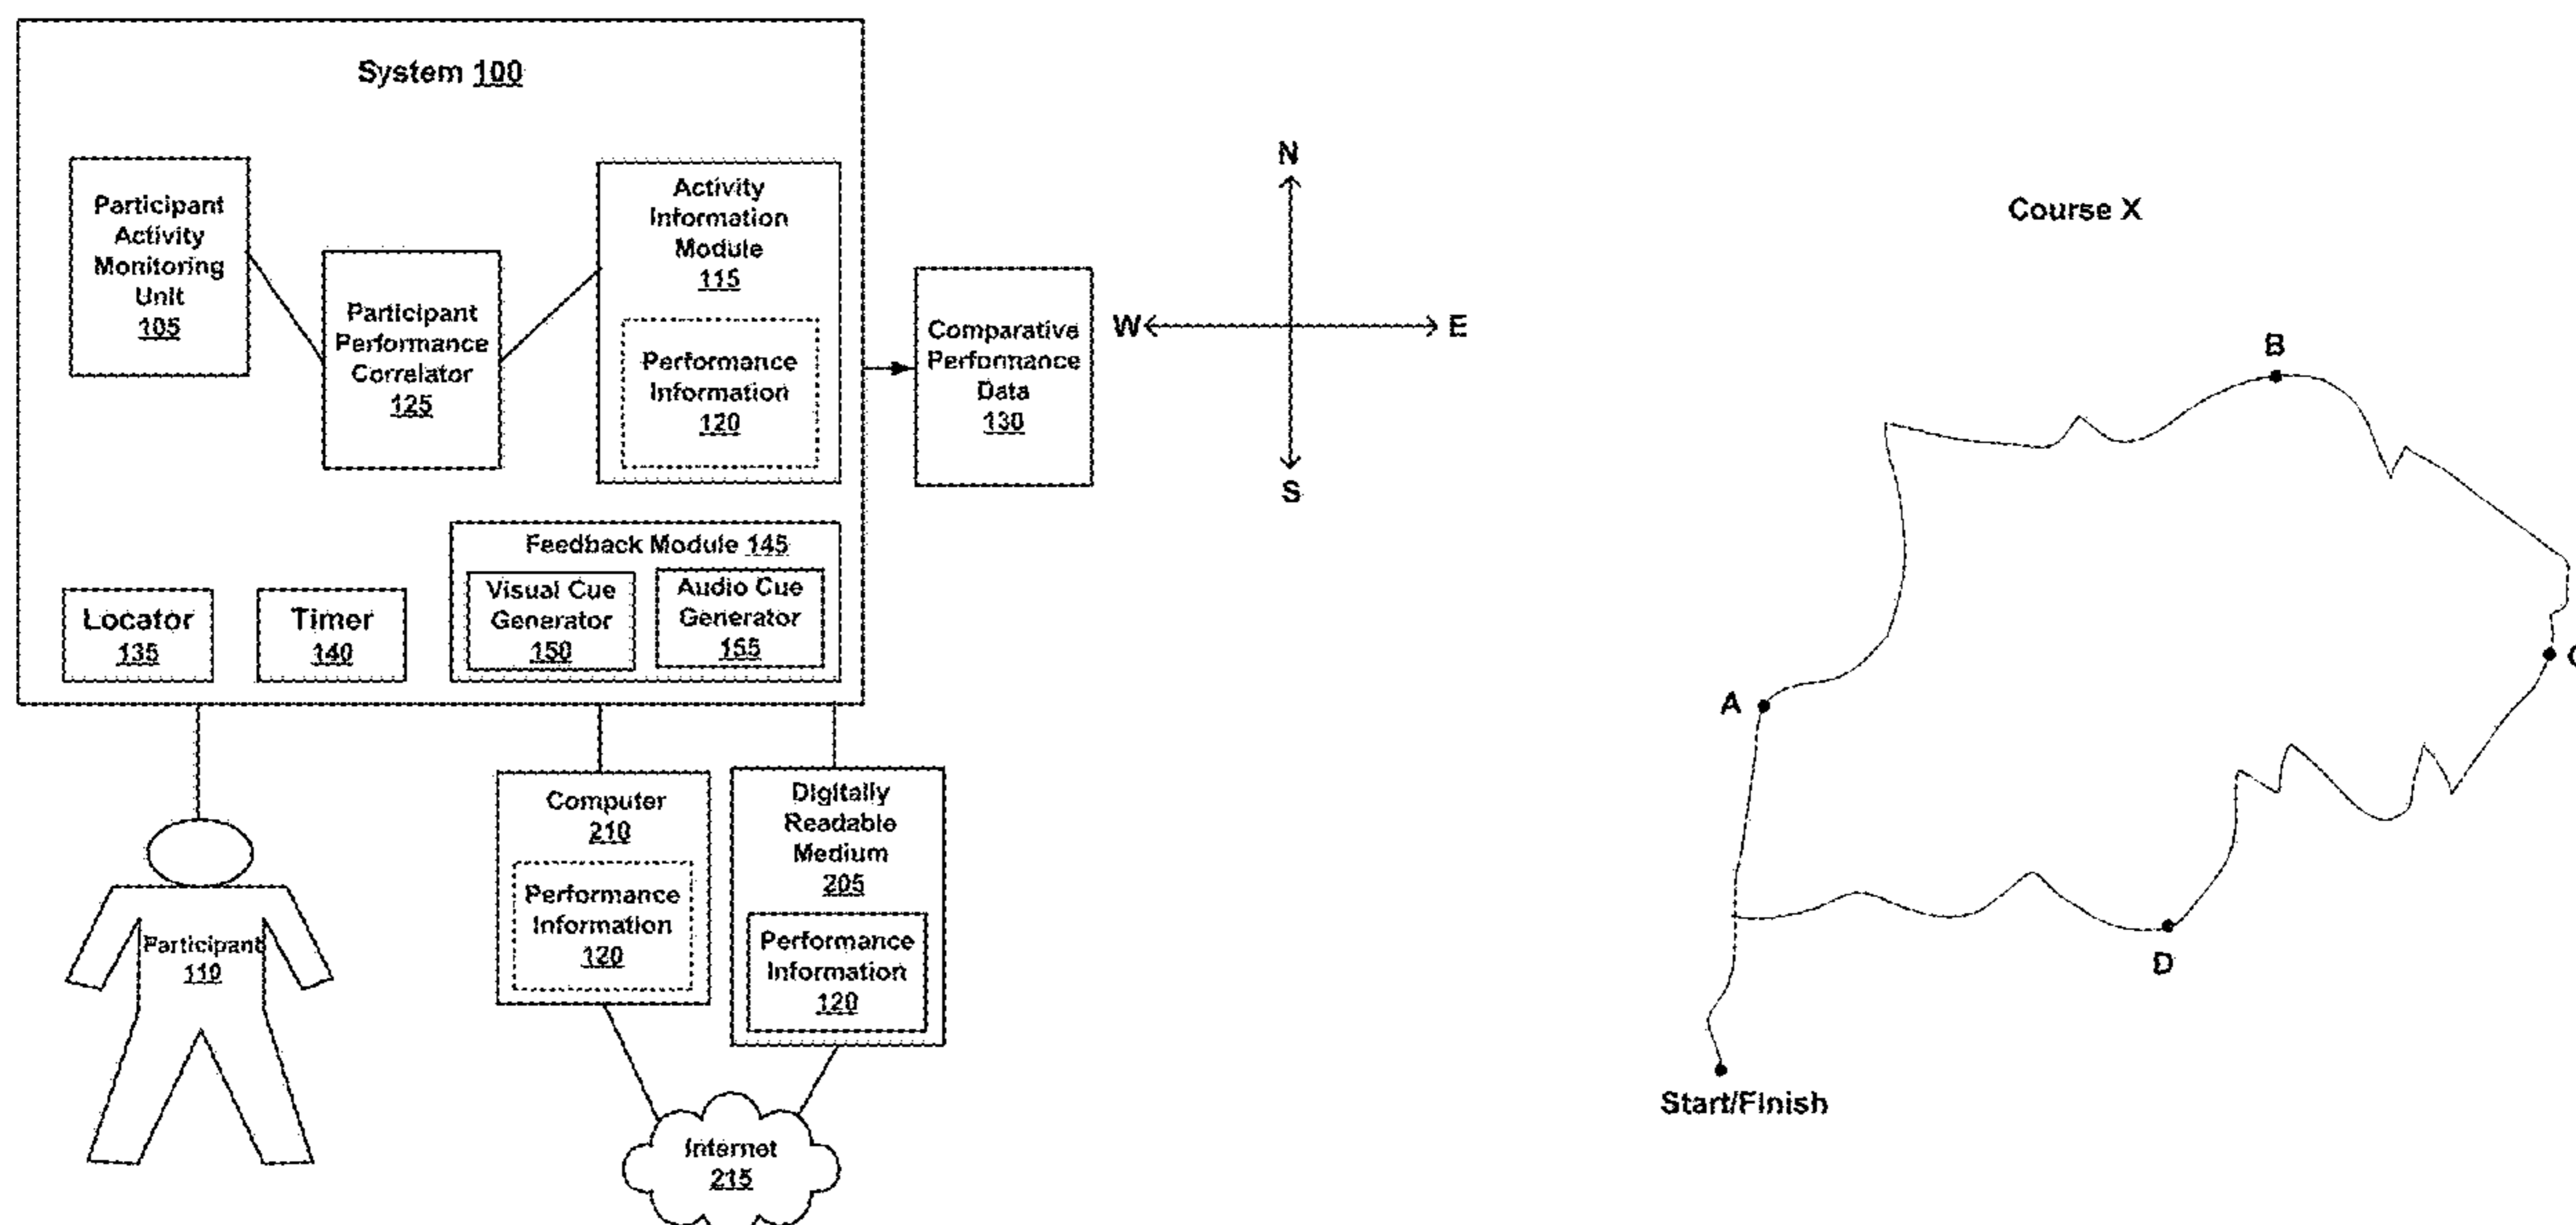 System 100
Participant
Activity
Monitoring
Unit
105
Participant
Performance
Correlator
125
Activity
Information
Module
115
Performance
Information
120
Feedback Module 145
Visual Cue
Generator
150
Audio Cue
Generator
155
Locator
135
Timer
140
Comparative
Performance
Data
130
Participant
110
Computer
210
Performance
Information
120
Digitally
Readable
Medium
205
Performance
Information
120
Internet
215
N
W
E
S
Course X
A
B
D
Start/Finish